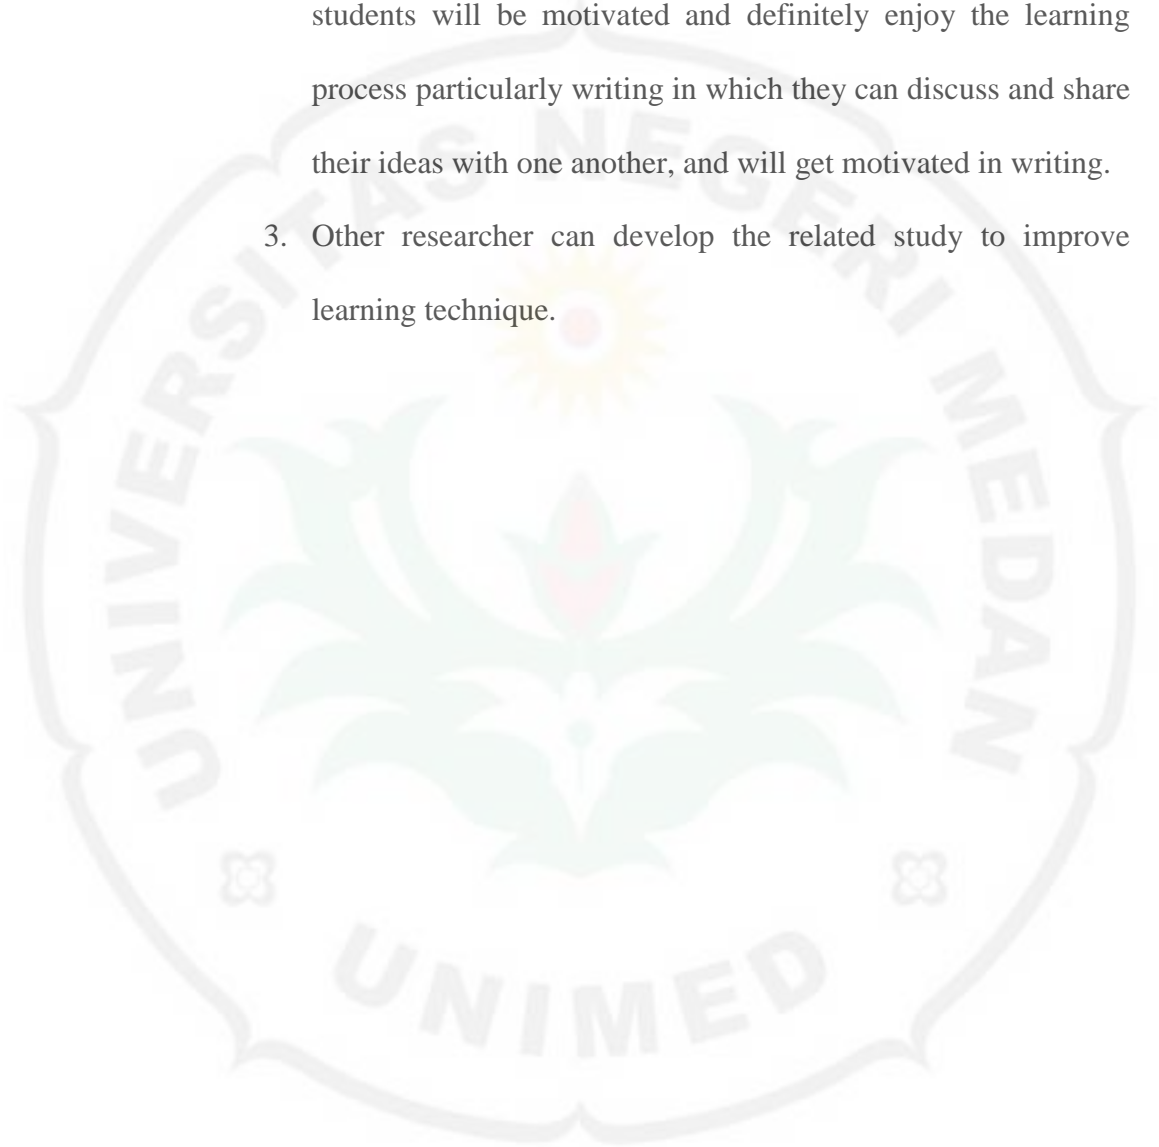 students will be motivated and definitely enjoy the learning
process particularly writing in which they can discuss and share
their ideas with one another, and will get motivated in writing.
3. Other researcher can develop the related study to improve
learning technique.
UNIVERSITAS NEGERI MEDAN
UNIMED